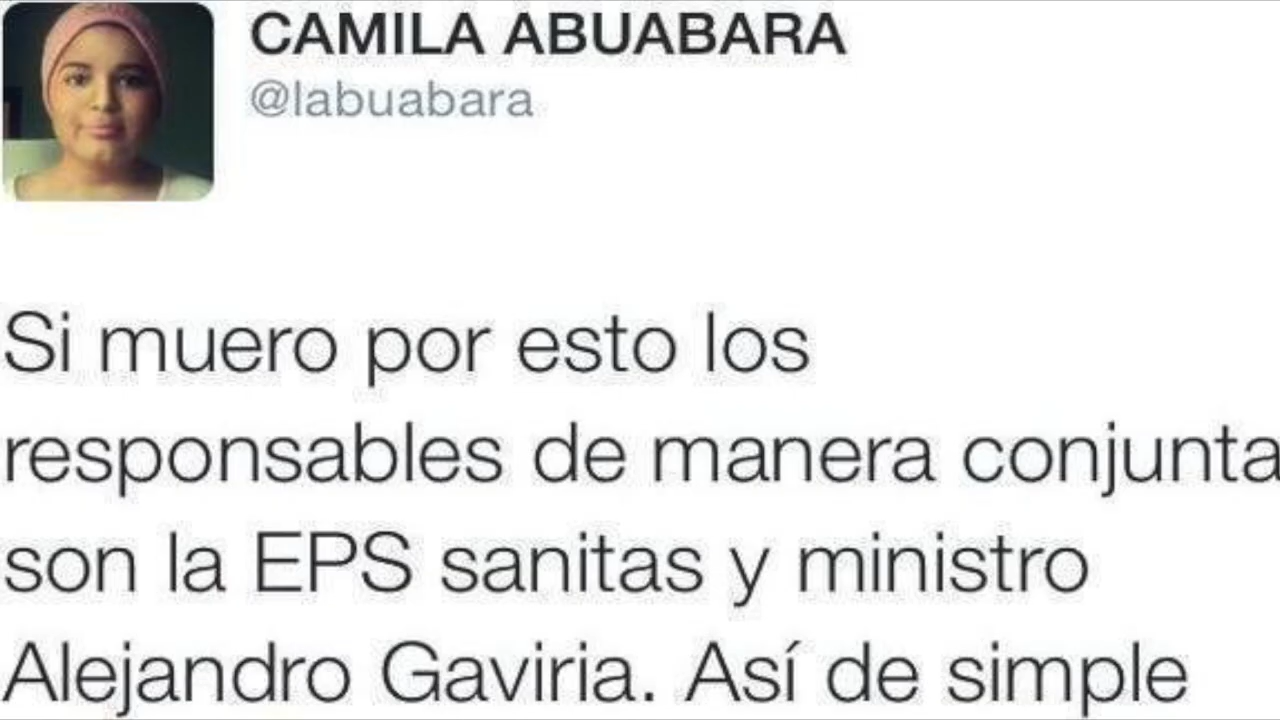 CAMILA ABUABARA
@labuabara
Si muero por esto los
responsables de manera conjunta
son la EPS sanitas y ministro
Alejandro Gaviria. Así de simple